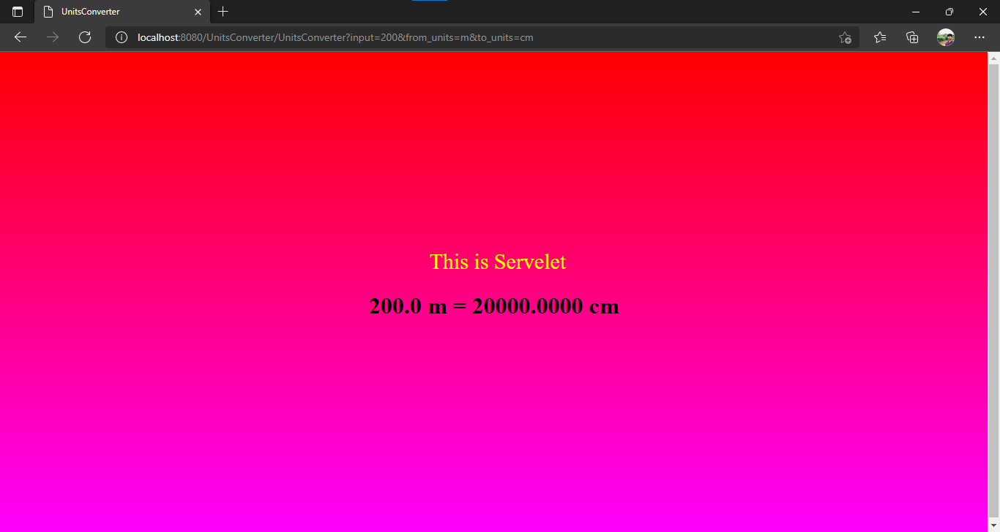 UnitsConverter
localhost:8080/UnitsConverter/UnitsConverter?input=200&from_units=m&to_units=cm
This is Servelet
200.0 m = 20000.0000 cm